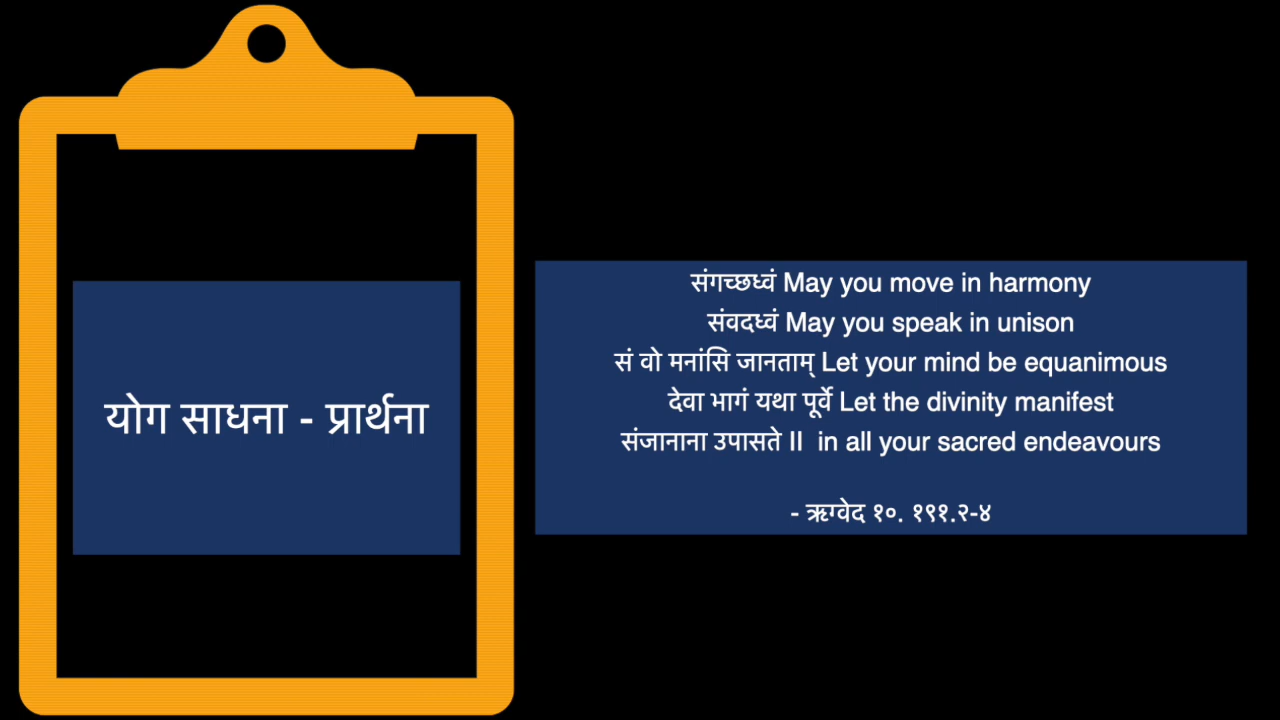 योग साधना - प्रार्थना
संगच्छध्वं May you move in harmony
संवदध्वं May you speak in unison
सं वो मनांसि जानताम् Let your mind be equanimous
देवा भागं यथा पूर्वे Let the divinity manifest
संजानाना उपासते II in all your sacred endeavours
- ऋग्वेद १०. १९१.२-४